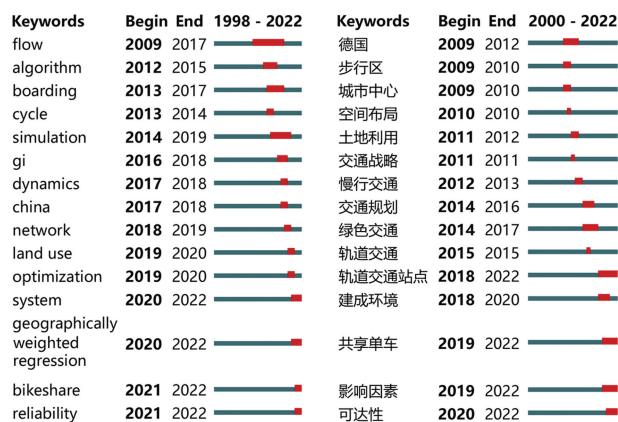 Keywords Begin End 1998 - 2022 Keywords Begin End 2000 - 2022
flow 2009 2017 德国 2009 2012
algorithm 2012 2015 步行区 2009 2010
boarding 2013 2017 城市中心 2009 2010
cycle 2013 2014 空间布局 2010 2010
simulation 2014 2019 土地利用 2011 2012
gi 2016 2018 交通战略 2011 2011
dynamics 2017 2018 慢行交通 2012 2013
china 2017 2018 交通规划 2014 2016
network 2018 2019 绿色交通 2014 2017
land use 2019 2020 轨道交通 2015 2015
optimization 2019 2020 轨道交通站点 2018 2022
system 2020 2022 建成环境 2018 2020
geographically
weighted 2020 2022 共享单车 2019 2022
regression
bikeshare 2021 2022 影响因素 2019 2022
reliability 2021 2022 可达性 2020 2022